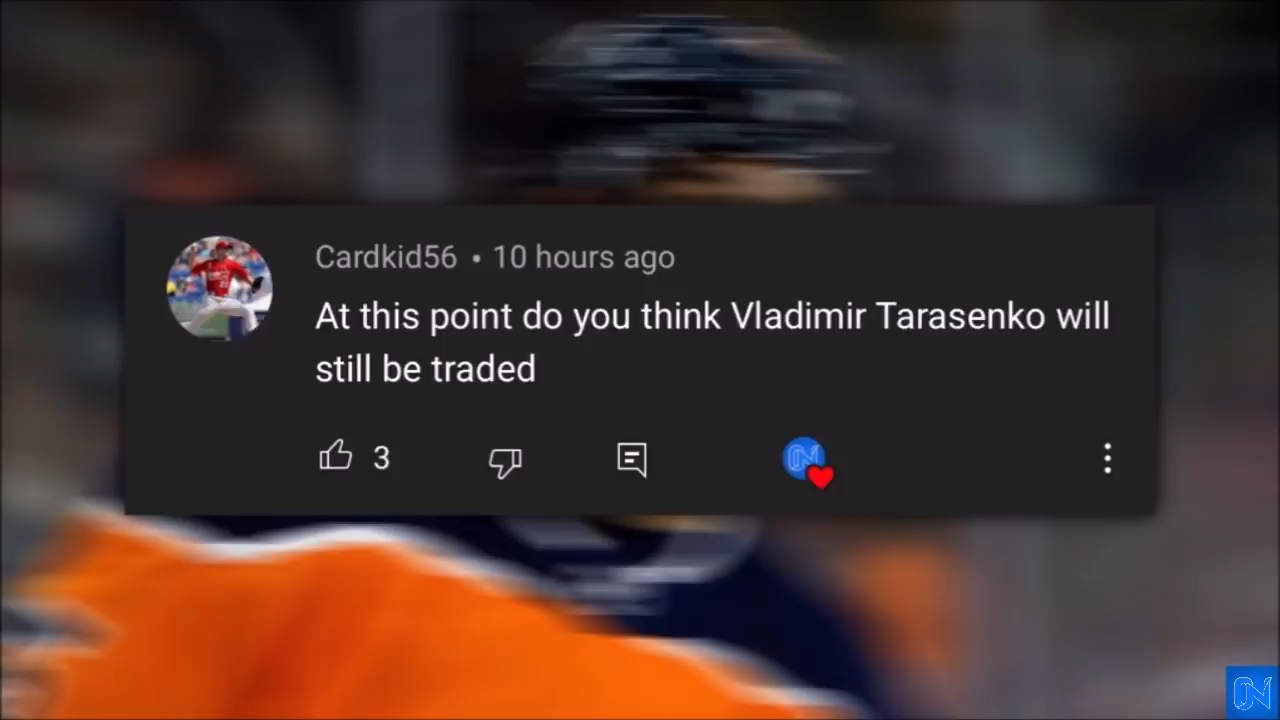 Cardkid56 • 10 hours ago
At this point do you think Vladimir Tarasenko will
still be traded
3